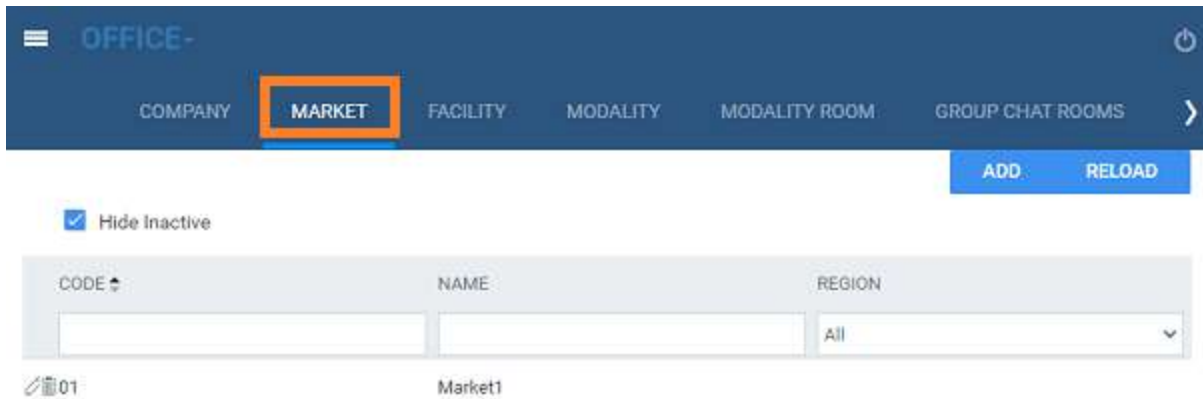 OFFICE-
COMPANY MARKET FACILITY MODALITY MODALITY ROOM GROUP CHAT ROOMS
ADD RELOAD
Hide Inactive
CODE NAME REGION
All
01 Market1